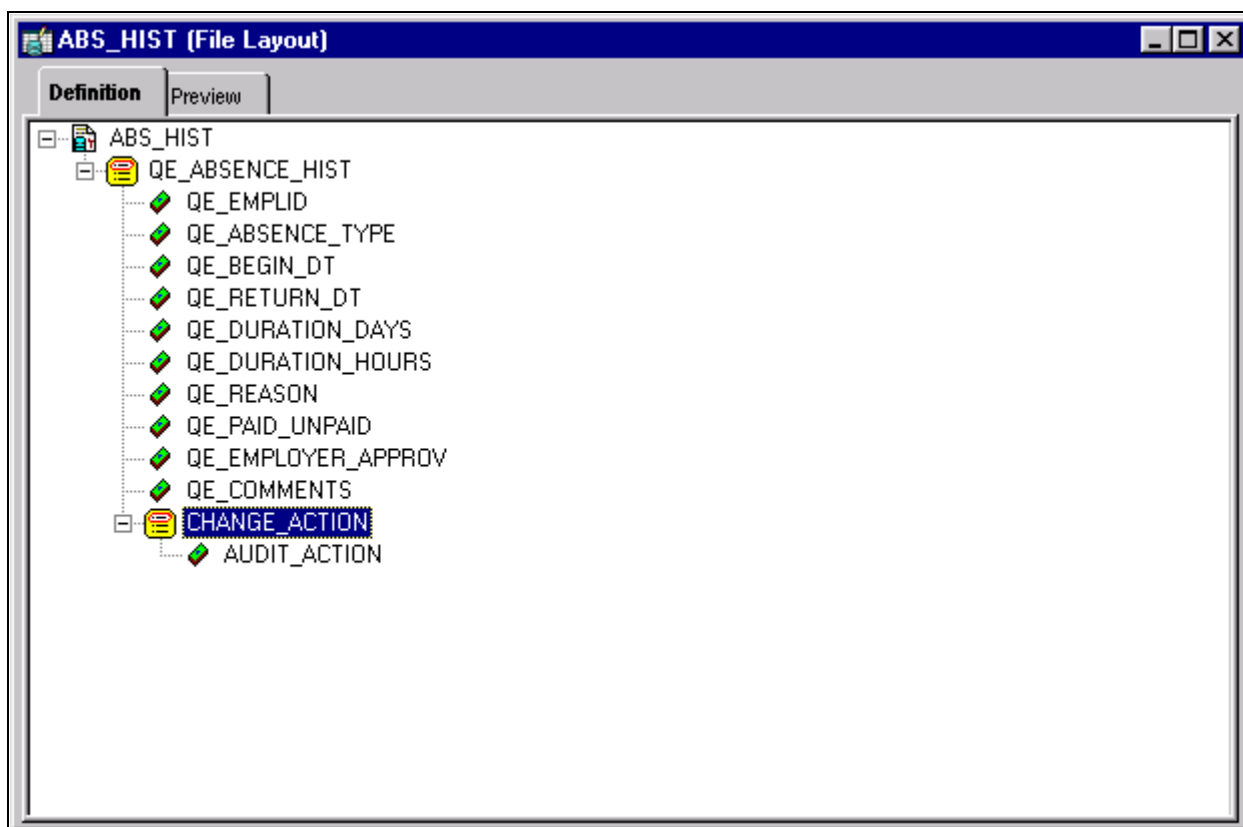 ABS_HIST (File Layout)
Definition Preview
ABS_HIST
QE_ABSENCE_HIST
QE_EMPLID
QE_ABSENCE_TYPE
QE_BEGIN_DT
QE_RETURN_DT
QE_DURATION_DAYS
QE_DURATION_HOURS
QE_REASON
QE_PAID_UNPAID
QE_EMPLOYER_APPROV
QE_COMMENTS
CHANGE_ACTION
AUDIT_ACTION